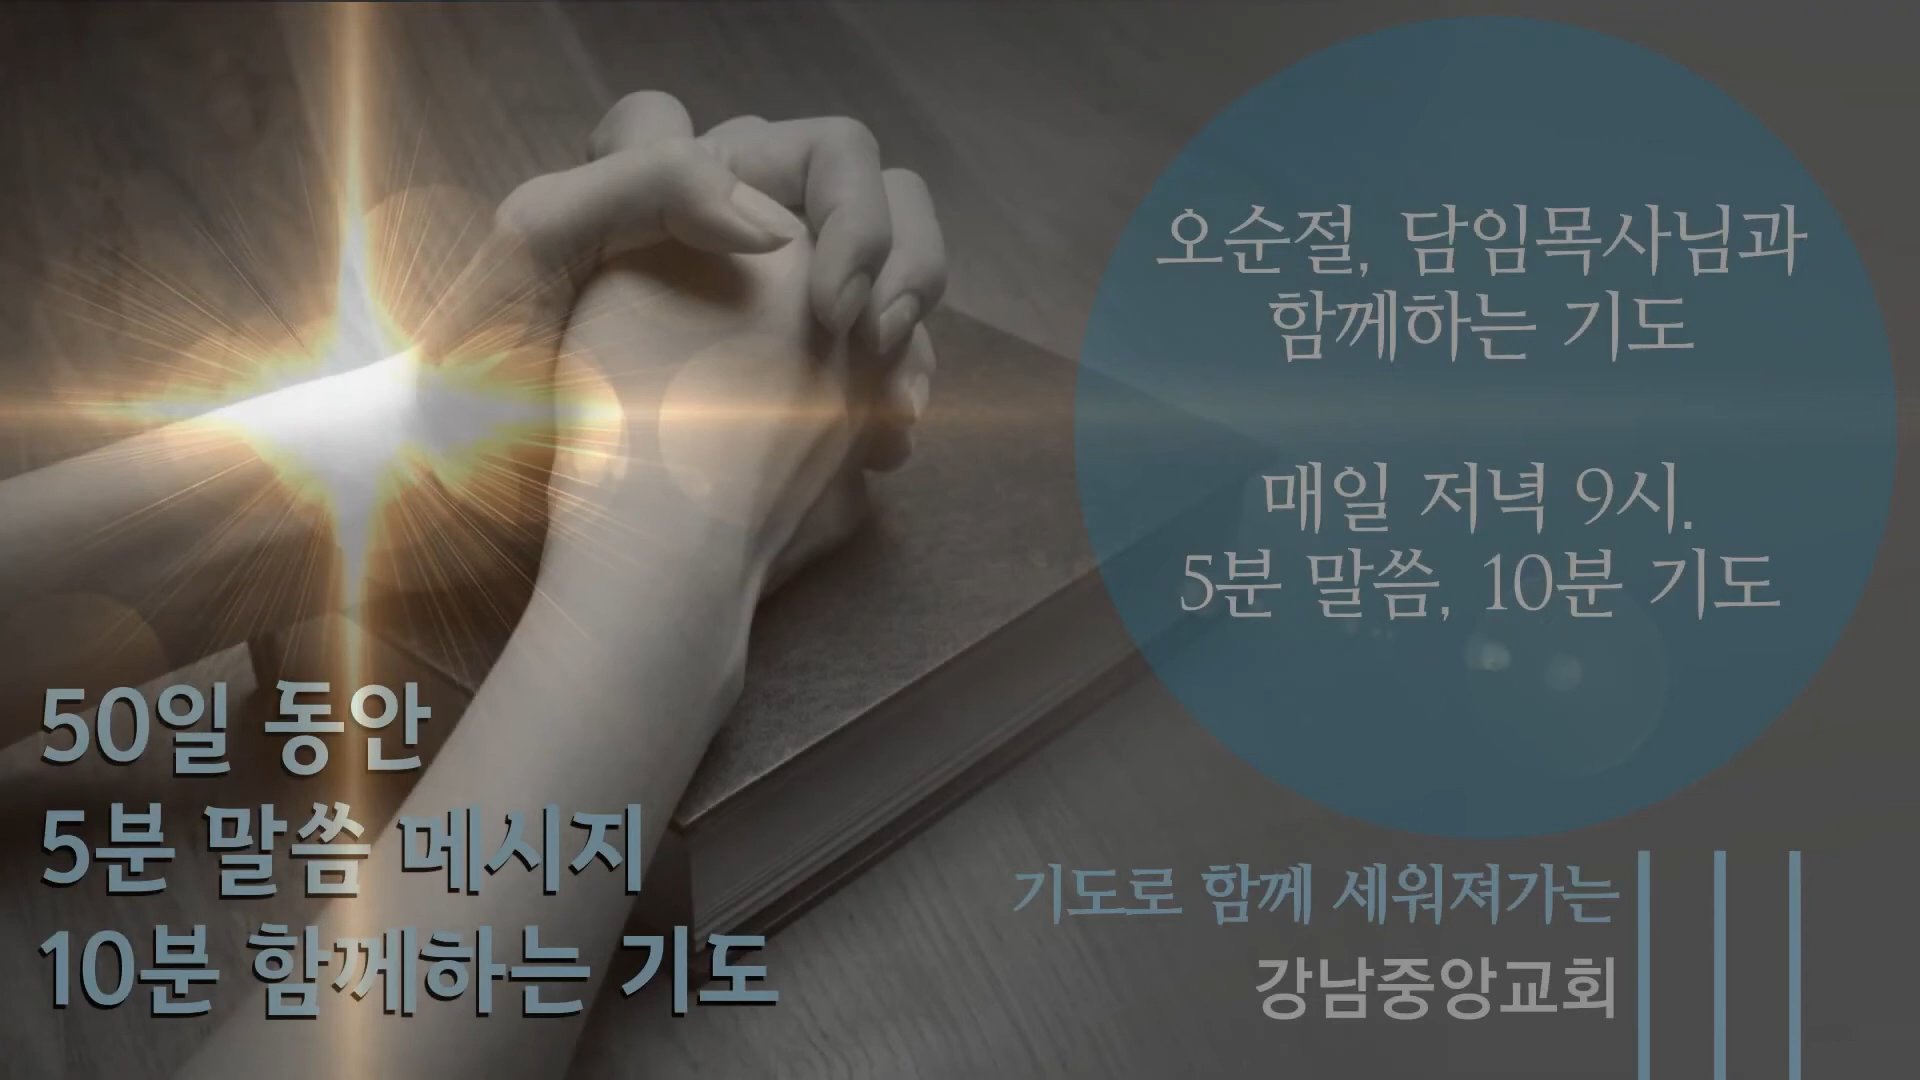 오순절, 담임목사님과
함께하는 기도
매일 저녁 9시.
5분 말씀, 10분 기도
50일 동안
5분 말씀 메시지
10분 함께하는 기도
기도로 함께 세워져가는
강남중앙교회